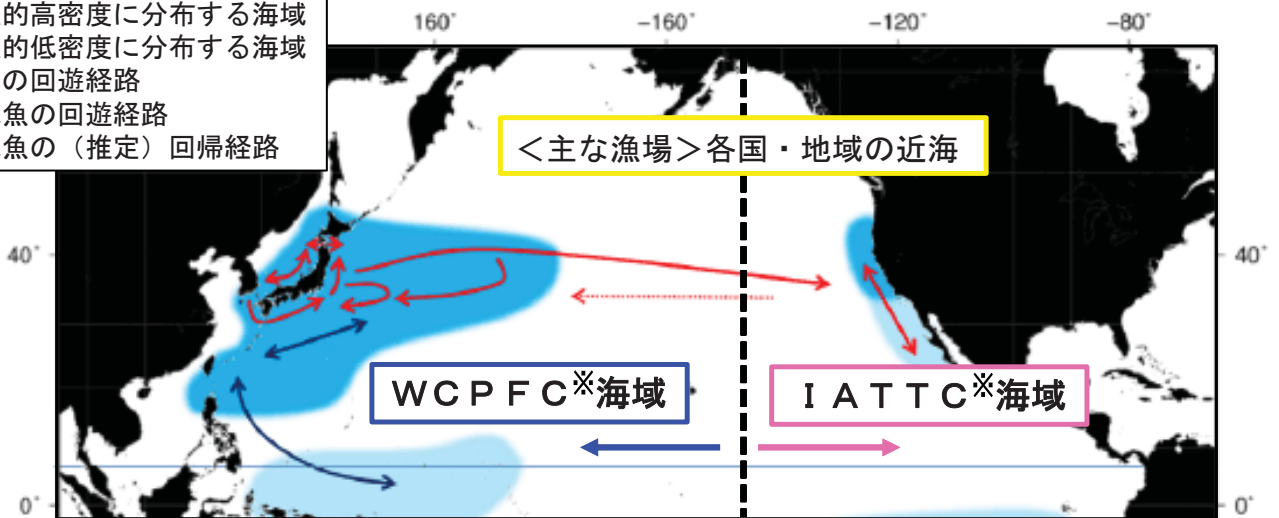 的高密度に分布する海域
的低密度に分布する海域
の回遊経路
魚の回遊経路
魚の（推定）回帰経路
160°
-160°
-120°
-80°
＜主な漁場＞各国・地域の近海
40°
40°
ＷＣＰＦＣ※海域
ＩＡＴＴＣ※海域
0°
0°